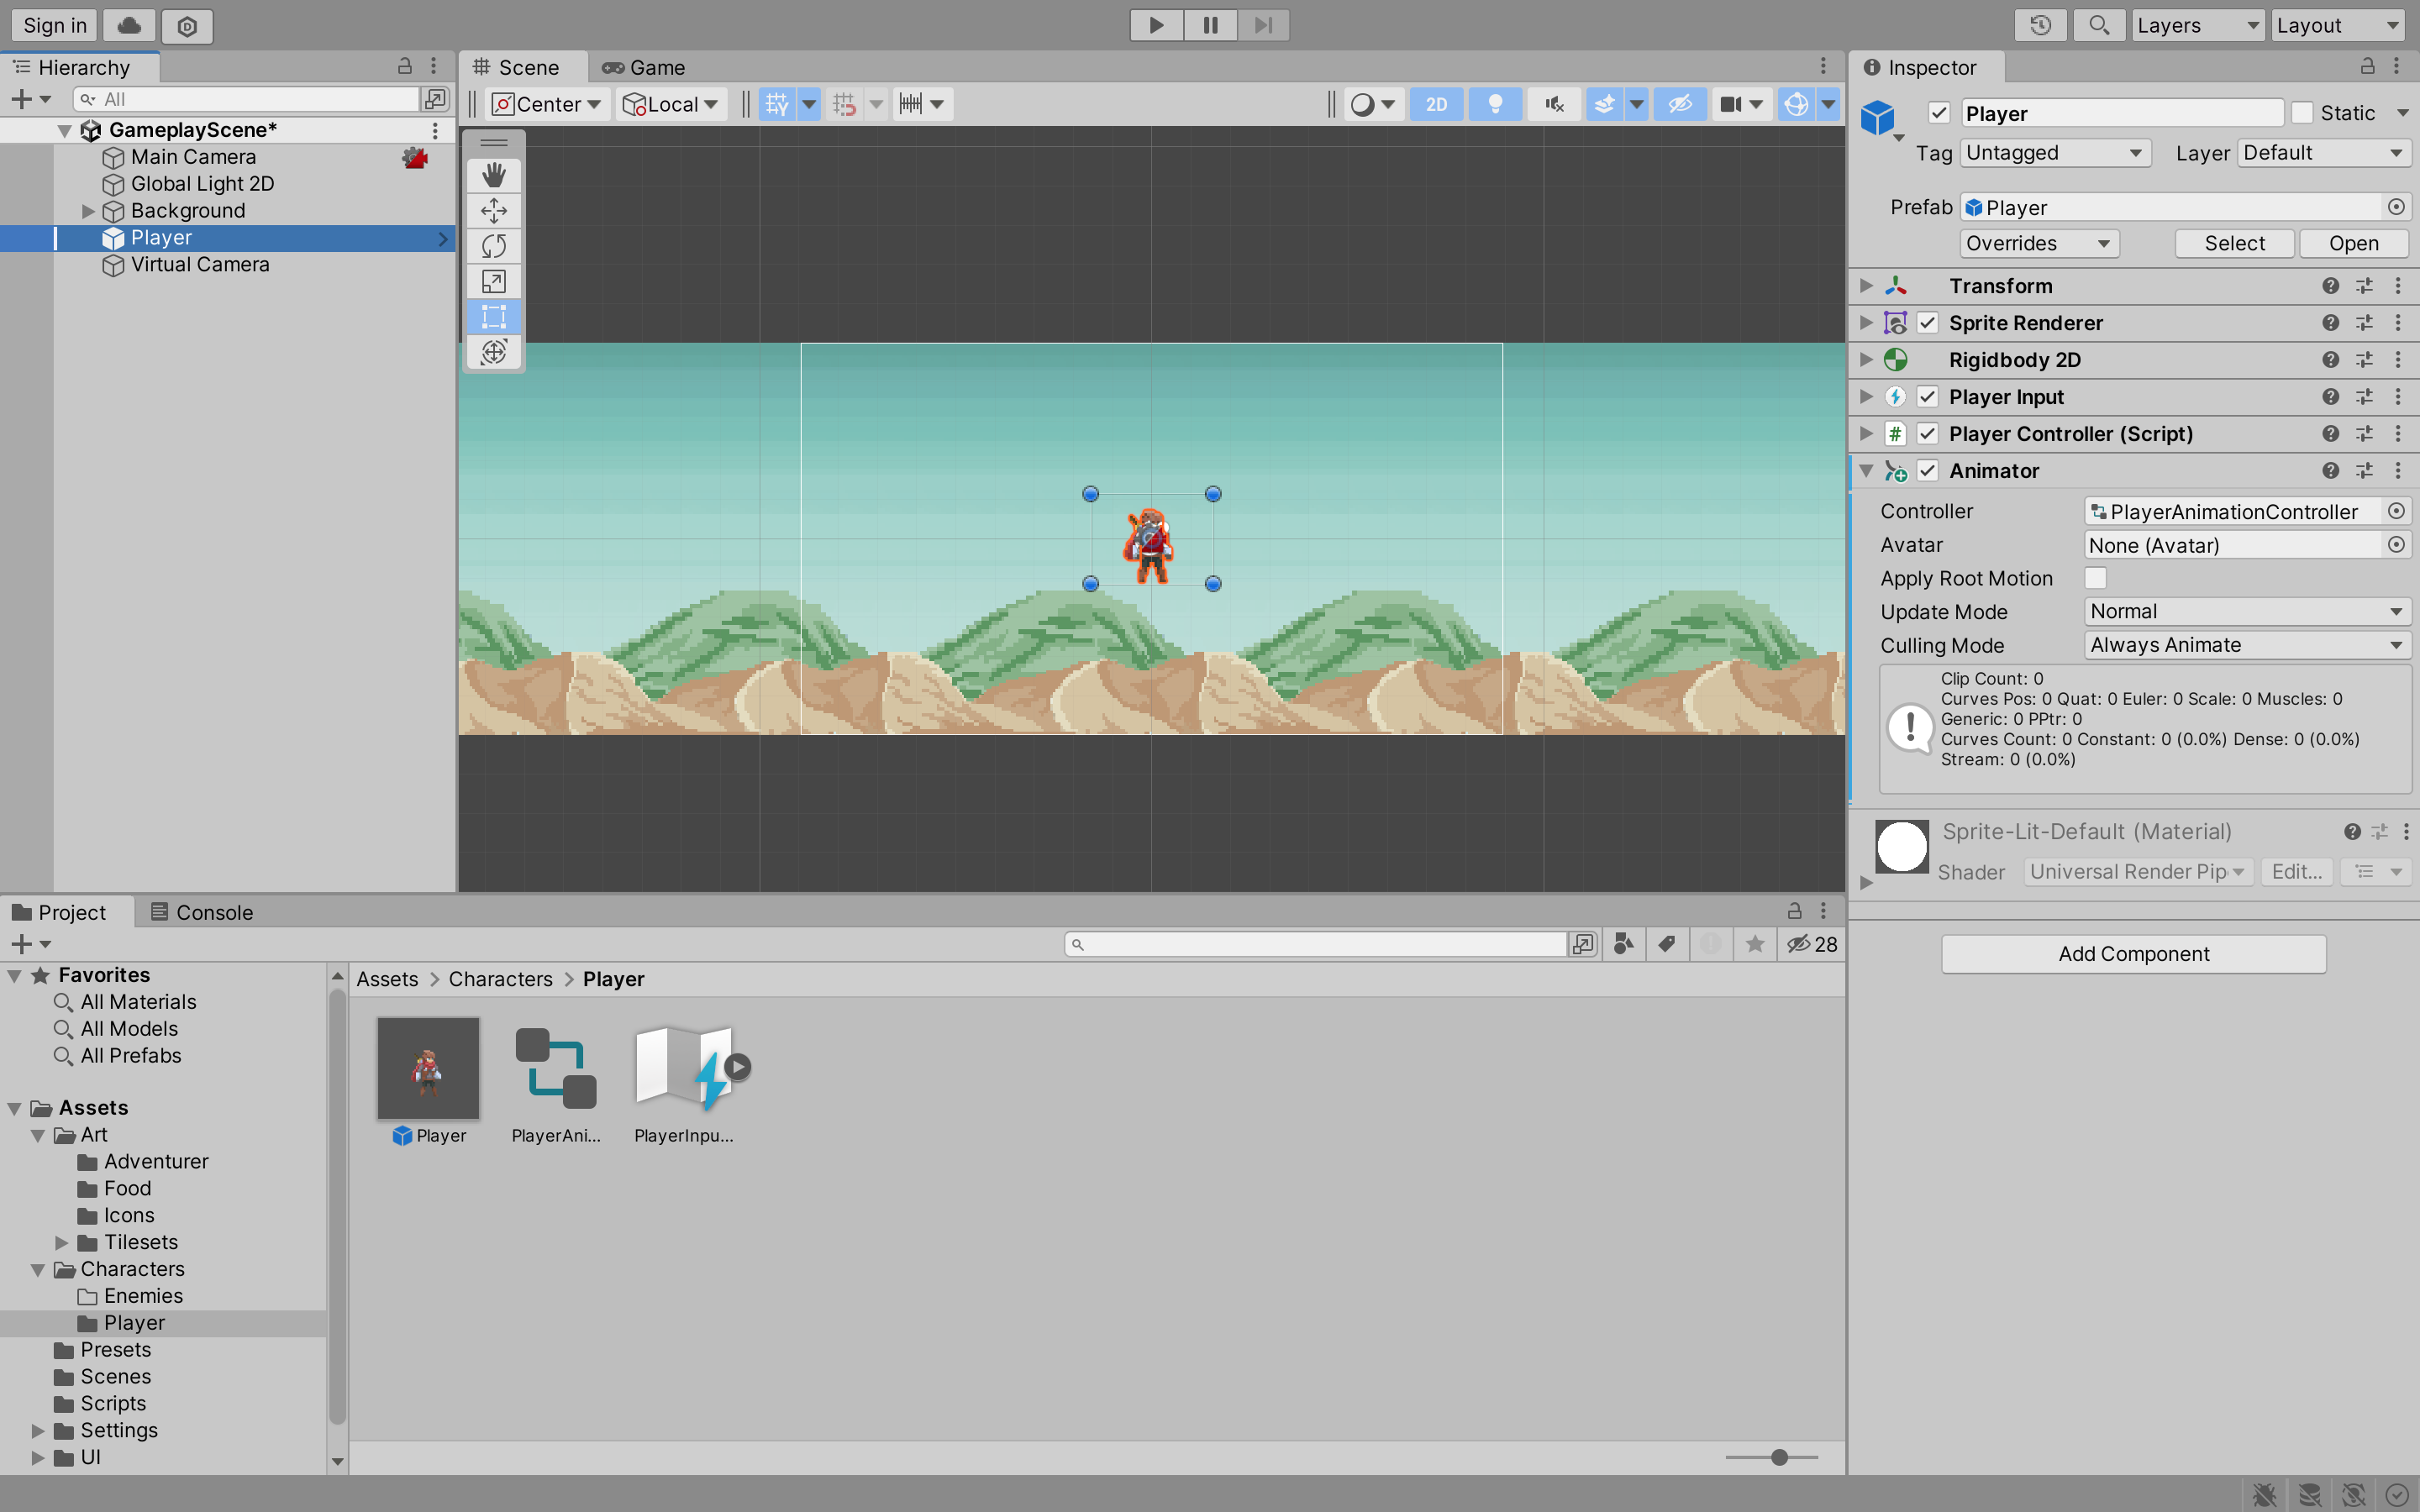 Sign in
Layers
Layout
Hierarchy
All
GameplayScene*
Main Camera
Global Light 2D
Background
Player
Virtual Camera
Scene
Game
Center
Local
2D
Inspector
Player
Static
Tag Untagged Layer Default
Prefab Player
Overrides Select Open
Transform
Sprite Renderer
Rigidbody 2D
Player Input
# Player Controller (Script)
Animator
Controller PlayerAnimationController
Avatar None (Avatar)
Apply Root Motion
Update Mode Normal
Culling Mode Always Animate
Clip Count: 0
Curves Pos: 0 Quat: 0 Euler: 0 Scale: 0 Muscles: 0
Generic: 0 PPtr: 0
Curves Count: 0 Constant: 0 (0.0%) Dense: 0 (0.0%)
Stream: 0 (0.0%)
Sprite-Lit-Default (Material)
Shader Universal Render Pip Edit...
Add Component
Project
Console
28
Favorites
All Materials
All Models
All Prefabs
Assets
Art
Adventurer
Food
Icons
Tilesets
Characters
Enemies
Player
Presets
Scenes
Scripts
Settings
UI
Assets > Characters > Player
Player
PlayerAni...
PlayerInpu...